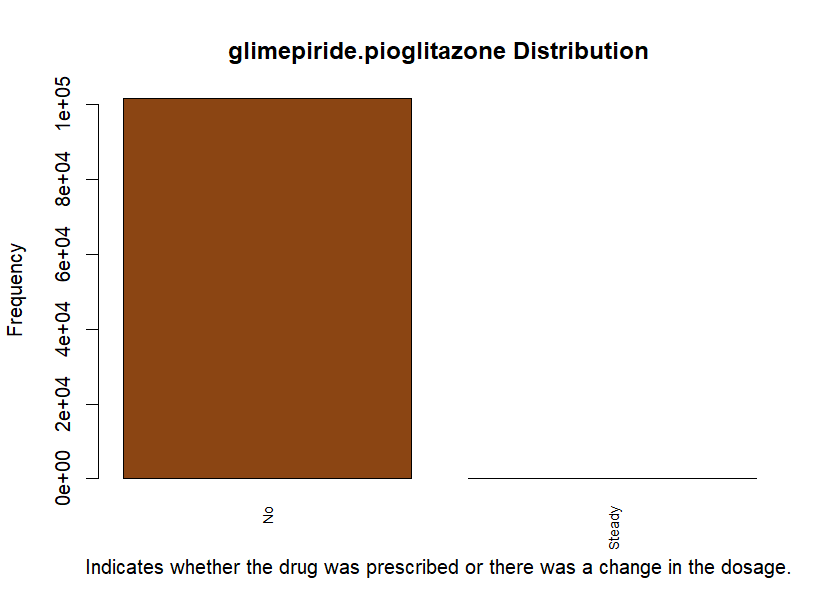 glimepiride.pioglitazone Distribution
Frequency
1e+05
8e+04
6e+04
4e+04
2e+04
0e+00
No
Steady
Indicates whether the drug was prescribed or there was a change in the dosage.